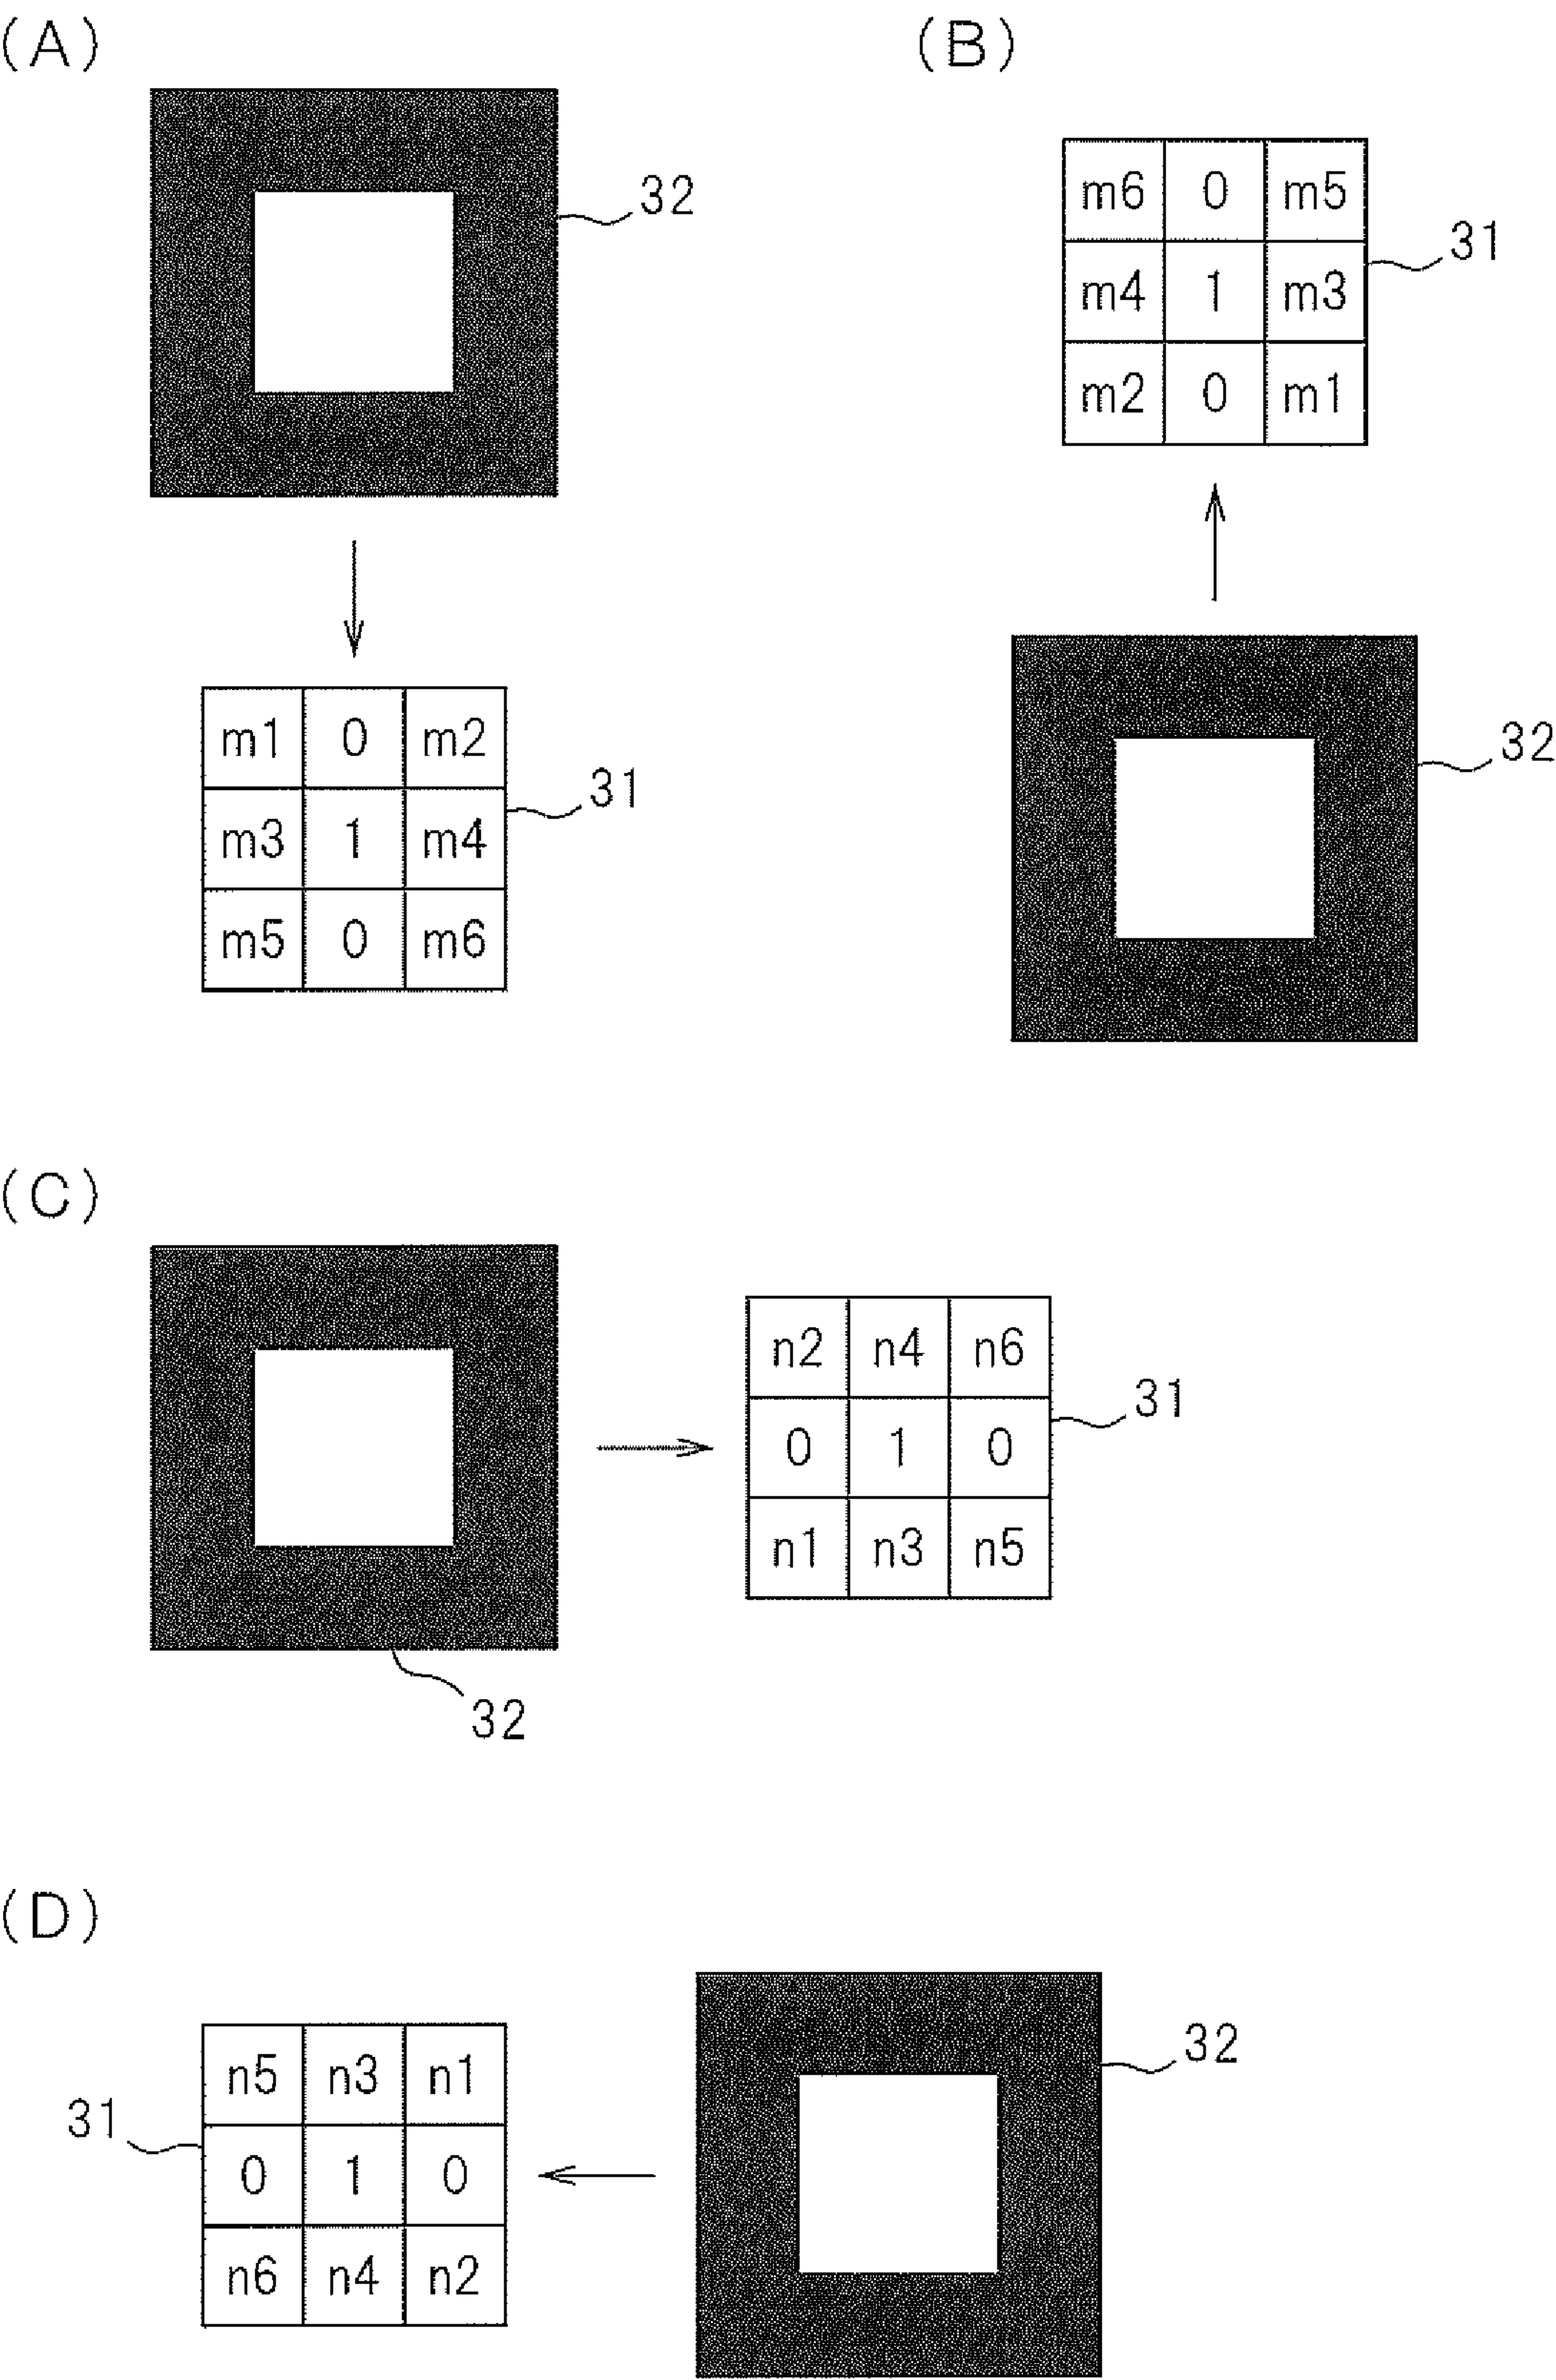 (A)
32
m1 0 m2
m3 1 m4
m5 0 m6
31
(B)
m6 0 m5
m4 1 m3
m2 0 m1
31
32
(C)
32
n2 n4 n6
0 1 0
n1 n3 n5
31
(D)
n5 n3 n1
0 1 0
n6 n4 n2
31
32